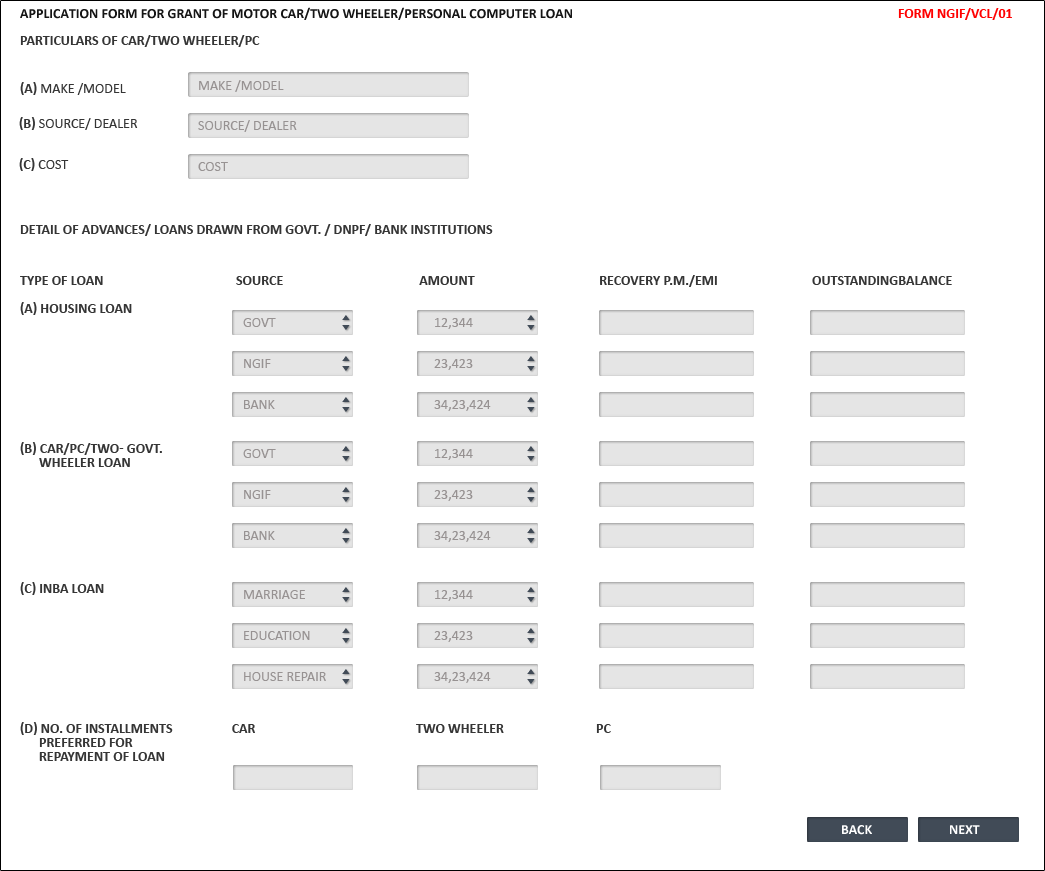 APPLICATION FORM FOR GRANT OF MOTOR CAR/TWO WHEELER/PERSONAL COMPUTER LOAN FORM NGIF/VCL/01
PARTICULARS OF CAR/TWO WHEELER/PC
(A) MAKE /MODEL MAKE /MODEL
(B) SOURCE/ DEALER SOURCE/ DEALER
(C) COST COST
DETAIL OF ADVANCES/ LOANS DRAWN FROM GOVT. / DNPF/ BANK INSTITUTIONS
TYPE OF LOAN SOURCE AMOUNT RECOVERY P.M./EMI OUTSTANDINGBALANCE
(A) HOUSING LOAN
GOVT 12,344
NGIF 23,423
BANK 34,23,424
(B) CAR/PC/TWO- GOVT.
WHEELER LOAN
GOVT 12,344
NGIF 23,423
BANK 34,23,424
(C) INBA LOAN
MARRIAGE 12,344
EDUCATION 23,423
HOUSE REPAIR 34,23,424
(D) NO. OF INSTALLMENTS CAR TWO WHEELER PC
PREFERRED FOR
REPAYMENT OF LOAN
BACK NEXT